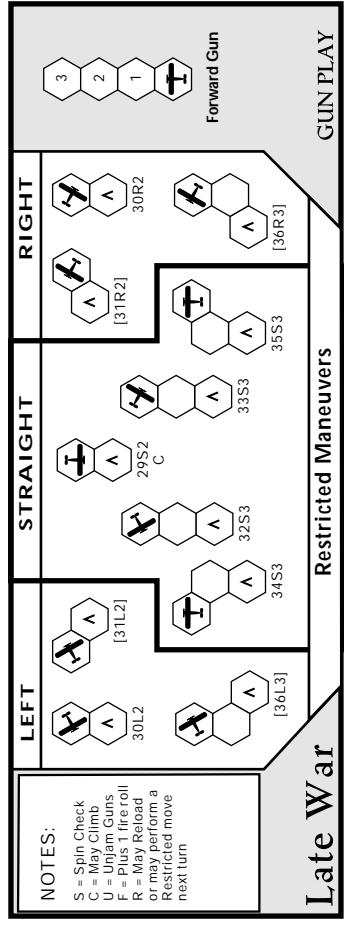 NOTES:
S = Spin Check
C = May Climb
U = Unjam Guns
F = Plus 1 fire roll
R = May Reload
or may perform a
Restricted move
next turn
Late War
LEFT
30L2
[31L2]
[36L3]
STRAIGHT
34S3
32S3
29S2
C
33S3
35S3
RIGHT
[31R2]
30R2
[36R3]
Restricted Maneuvers
3
2
1
Forward Gun
GUN PLAY